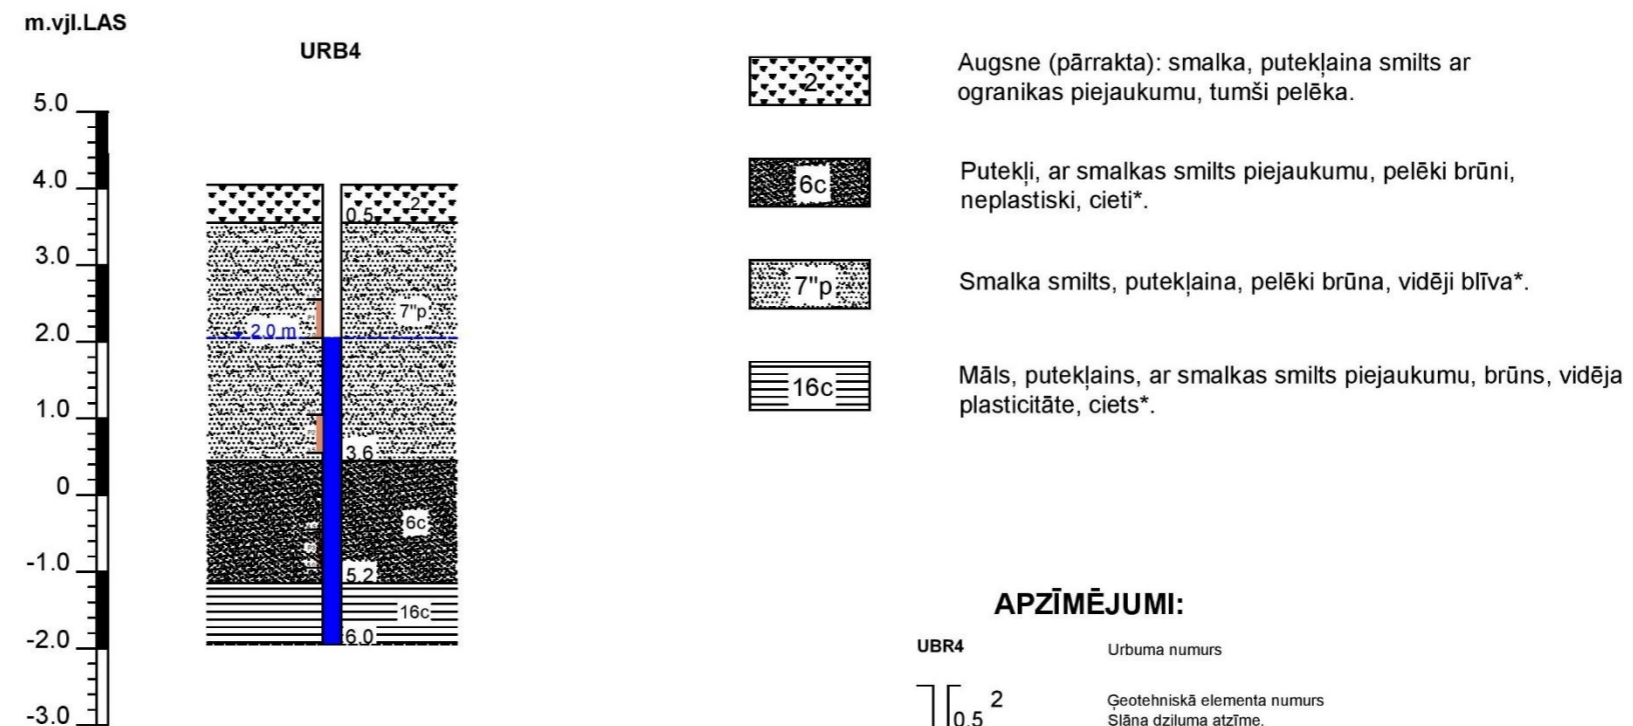 m.vjl.LAS
URB4
5.0
4.0
3.0
2.0
1.0
0
-1.0
-2.0
-3.0
2
0.5
7"p
2.0 m
3.6
6c
5.2
16c
6.0
2
Augsne (pārrakta): smalka, putekļaina smilts ar
ogranikas piejaukumu, tumši pelēka.
6c
Putekļi, ar smalkas smilts piejaukumu, pelēki brūni,
neplastiski, cieti*.
7"p
Smalka smilts, putekļaina, pelēki brūna, vidēji blīva*.
16c
Māls, putekļains, ar smalkas smilts piejaukumu, brūns, vidēja
plasticitāte, ciets*.
APZĪMĒJUMI:
UBR4
Urbuma numurs
2
0.5
Ģeotehniskā elementa numurs
Slāņa dziļuma atzīme.